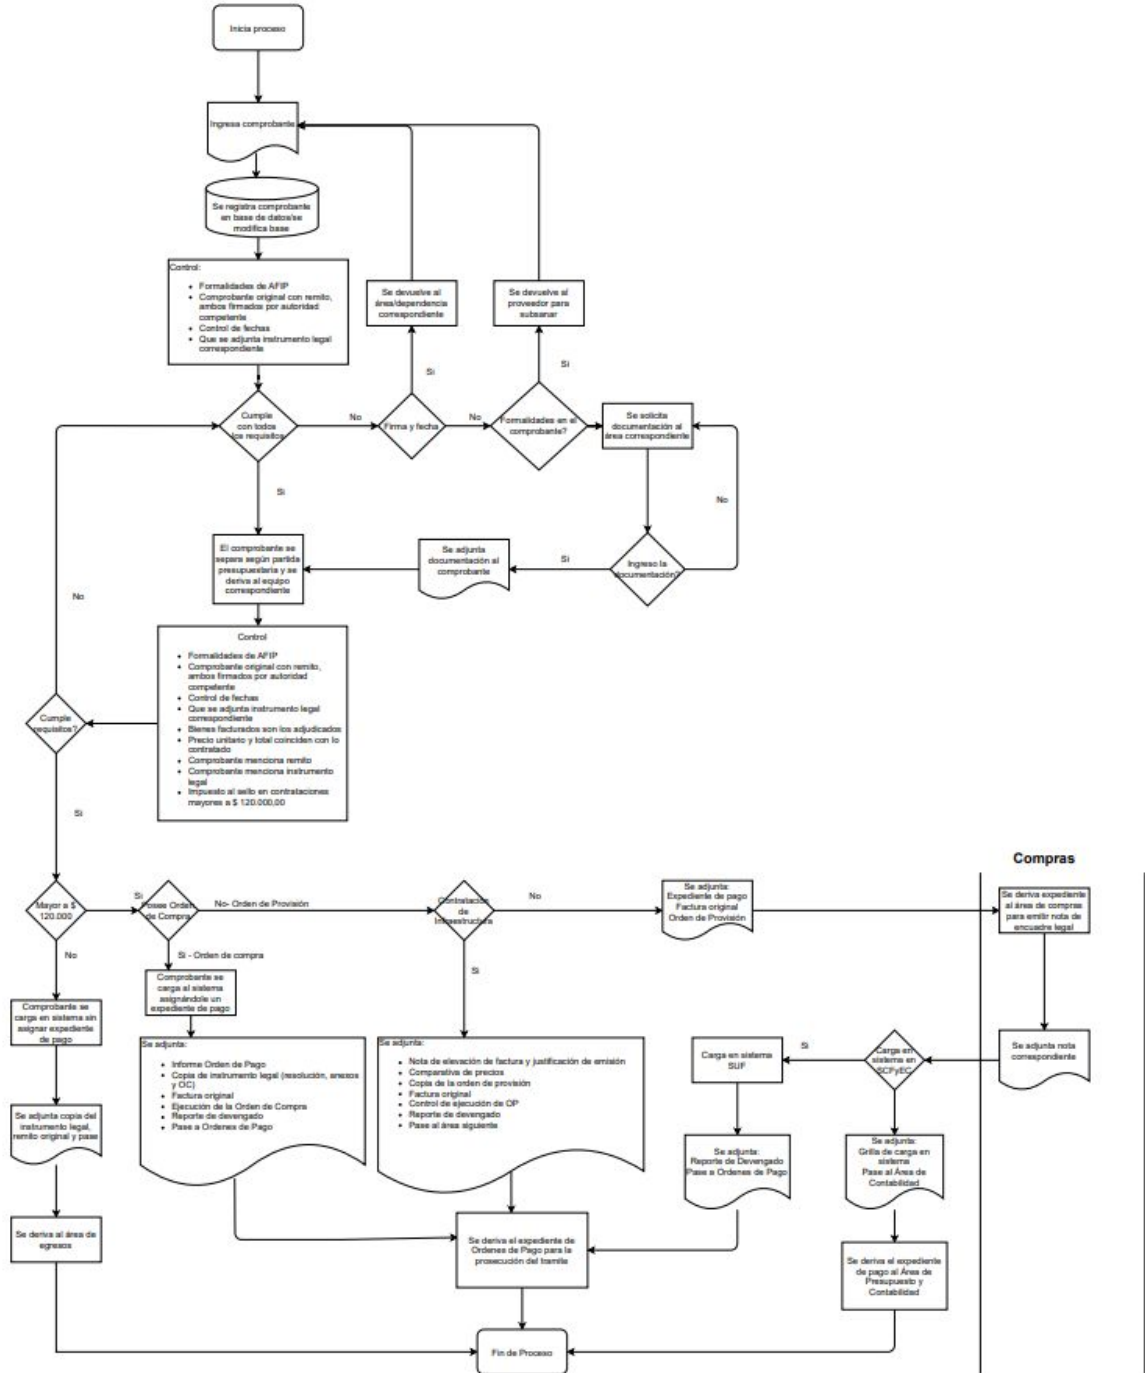 Inicia proceso
Ingresa comprobante
Se registra comprobante
en base de datos/se
modifica base
Control:
• Formalidades de AFIP
• Comprobante original con remito,
ambos firmados por autoridad
competente
• Control de fechas
• Que se adjunta instrumento legal
correspondiente
Se devuelve al
área/dependencia
correspondiente
Se devuelve al
proveedor para
subsanar
Si
Si
Cumple
con todos
los requisitos
No
Firma y fecha
No
Formalidades en el
comprobante?
Se solicita
documentación al
área correspondiente
Si
No
El comprobante se
separa según partida
presupuestaria y se
deriva al equipo
correspondiente
Se adjunta
documentación al
comprobante
Si
Ingreso la
documentación?
No
Control
• Formalidades de AFIP
• Comprobante original con remito,
ambos firmados por autoridad
competente
• Control de fechas
• Que se adjunta instrumento legal
correspondiente
• Bienes facturados son los adjudicados
• Precio unitario y total coinciden con lo
contratado
• Comprobante menciona remito
• Comprobante menciona instrumento
legal
• Impuesto al sello en contrataciones
mayores a $ 120.000,00
Cumple
requisitos?
Si
Compras
Mayor a $
120.000
Si
Posee Orden
de Compra
No- Orden de Provisión
Contratación
de
Infraestructura
No
Se adjunta:
Expediente de pago
Factura original
Orden de Provisión
Se deriva expediente
al área de compras
para emitir nota de
encuadre legal
No
Si - Orden de compra
Si
Comprobante se
carga en sistema sin
asignar expediente
de pago
Comprobante se
carga al sistema
asignándole un
expediente de pago
Se adjunta:
• Informe Orden de Pago
• Copia de instrumento legal (resolución, anexos
y OC)
• Factura original
• Ejecución de la Orden de Compra
• Reporte de devengado
• Pase a Ordenes de Pago
Se adjunta:
• Nota de elevación de factura y justificación de emisión
• Comparativa de precios
• Copia de la orden de provisión
• Factura original
• Control de ejecución de OP
• Reporte de devengado
• Pase al área siguiente
Carga en sistema
SUF
Si
Carga en
sistema en
SCFyEC
Se adjunta nota
correspondiente
Se adjunta copia del
instrumento legal,
remito original y pase
Se adjunta:
Reporte de Devengado
Pase a Ordenes de Pago
Se adjunta:
Grilla de carga en
sistema
Pase al Área de
Contabilidad
Se deriva al área de
egresos
Se deriva el expediente de
Ordenes de Pago para la
prosecución del tramite
Se deriva el expediente
de pago al Área de
Presupuesto y
Contabilidad
Fin de Proceso